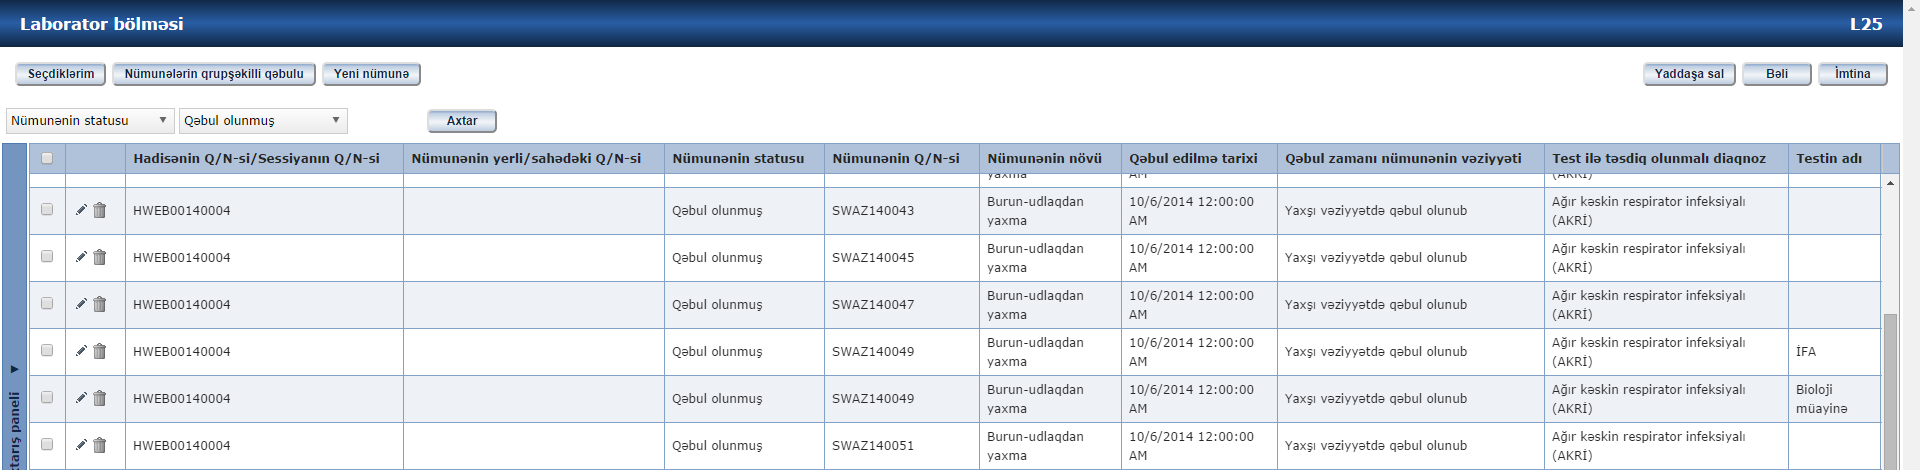 Laborator bölməsi L25
Seçdiklərim Nümunələrin qrupşəkilli qəbulu Yeni nümunə Yaddaşa sal Bəli İmtina
Nümunənin statusu Qəbul olunmuş Axtar
Hadisənin Q/N-si/Sessiyanın Q/N-si Nümunənin yerli/sahədəki Q/N-si Nümunənin statusu Nümunənin Q/N-si Nümunənin növü Qəbul edilmə tarixi Qəbul zamanı nümunənin vəziyyəti Test ilə təsdiq olunmalı diaqnoz Testin adı
yaxma AM (AKRİ)
HWEB00140004 Qəbul olunmuş SWAZ140043 Burun-udlaqdan yaxma 10/6/2014 12:00:00 AM Yaxşı vəziyyətdə qəbul olunub Ağır kəskin respirator infeksiyalı (AKRİ)
HWEB00140004 Qəbul olunmuş SWAZ140045 Burun-udlaqdan yaxma 10/6/2014 12:00:00 AM Yaxşı vəziyyətdə qəbul olunub Ağır kəskin respirator infeksiyalı (AKRİ)
HWEB00140004 Qəbul olunmuş SWAZ140047 Burun-udlaqdan yaxma 10/6/2014 12:00:00 AM Yaxşı vəziyyətdə qəbul olunub Ağır kəskin respirator infeksiyalı (AKRİ)
HWEB00140004 Qəbul olunmuş SWAZ140049 Burun-udlaqdan yaxma 10/6/2014 12:00:00 AM Yaxşı vəziyyətdə qəbul olunub Ağır kəskin respirator infeksiyalı (AKRİ) İFA
HWEB00140004 Qəbul olunmuş SWAZ140049 Burun-udlaqdan yaxma 10/6/2014 12:00:00 AM Yaxşı vəziyyətdə qəbul olunub Ağır kəskin respirator infeksiyalı (AKRİ) Bioloji müayinə
HWEB00140004 Qəbul olunmuş SWAZ140051 Burun-udlaqdan yaxma 10/6/2014 12:00:00 AM Yaxşı vəziyyətdə qəbul olunub Ağır kəskin respirator infeksiyalı (AKRİ)
paneli